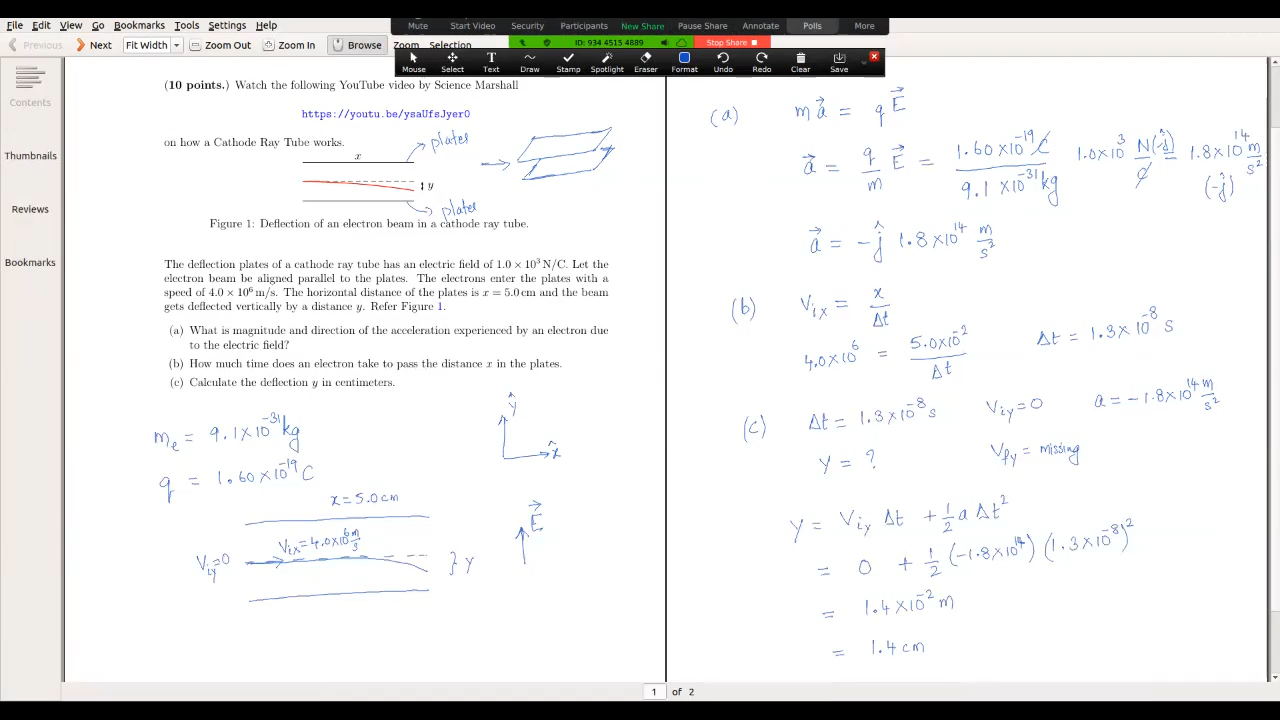 File Edit View Go Bookmarks Tools Settings Help
Mute Start Video Security Participants New Share Pause Share Annotate Polls More
Previous Next Fit Width Zoom Out Zoom In Browse Zoom Selection
ID: 934 4515 4889 Stop Share
Mouse Select Text Draw Stamp Spotlight Eraser Format Undo Redo Clear Save
Contents
Thumbnails
Reviews
Bookmarks
(10 points.) Watch the following YouTube video by Science Marshall
https://youtu.be/ysaUfsJyer0
on how a Cathode Ray Tube works.
plates
x
y
plates
Figure 1: Deflection of an electron beam in a cathode ray tube.
The deflection plates of a cathode ray tube has an electric field of 1.0 × 10³ N/C. Let the
electron beam be aligned parallel to the plates. The electrons enter the plates with a
speed of 4.0 × 10⁶ m/s. The horizontal distance of the plates is x = 5.0 cm and the beam
gets deflected vertically by a distance y. Refer Figure 1.
(a) What is magnitude and direction of the acceleration experienced by an electron due
to the electric field?
(b) How much time does an electron take to pass the distance x in the plates.
(c) Calculate the deflection y in centimeters.
m_e = 9.1×10⁻³¹ kg
q = 1.60×10⁻¹⁹ C
ŷ
x̂
x = 5.0 cm
V_ix = 4.0×10⁶ m/s
V_iy = 0
} y
E⃗
(a) m a⃗ = q E⃗
a⃗ = q/m E⃗ = 1.60×10⁻¹⁹ C / 9.1×10⁻³¹ kg 1.0×10³ N(-ĵ)/C = 1.8×10¹⁴ m/s² (-ĵ)
a⃗ = -ĵ 1.8×10¹⁴ m/s²
(b) V_ix = x/Δt
4.0×10⁶ = 5.0×10⁻²/Δt Δt = 1.3×10⁻⁸ s
(c) Δt = 1.3×10⁻⁸ s V_iy = 0 a = -1.8×10¹⁴ m/s²
y = ? V_fy = missing
y = V_iy Δt + ½ a Δt²
= 0 + ½ (-1.8×10¹⁴) (1.3×10⁻⁸)²
= 1.4×10⁻² m
= 1.4 cm
1 of 2